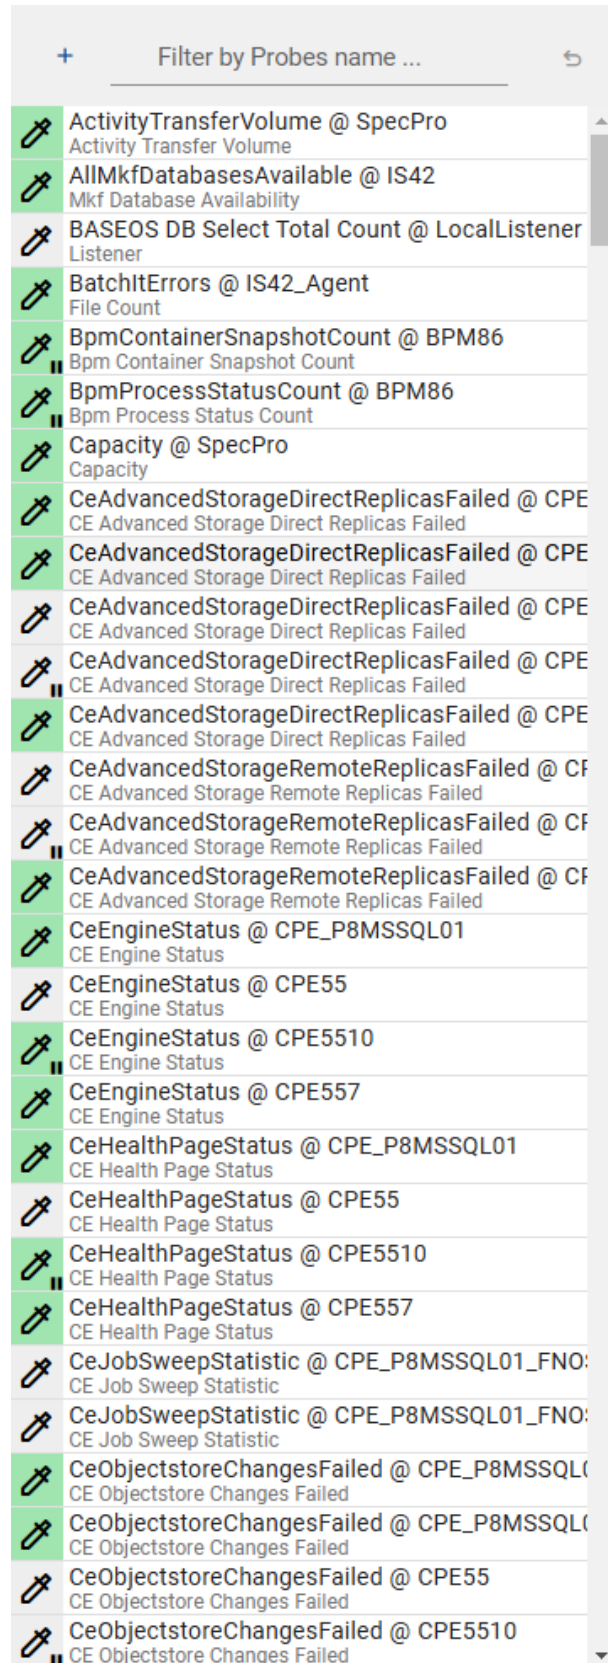 + Filter by Probes name ...
ActivityTransferVolume @ SpecPro
Activity Transfer Volume
AllMkfDatabasesAvailable @ IS42
Mkf Database Availability
BASEOS DB Select Total Count @ LocalListener
Listener
BatchItErrors @ IS42_Agent
File Count
BpmContainerSnapshotCount @ BPM86
Bpm Container Snapshot Count
BpmProcessStatusCount @ BPM86
Bpm Process Status Count
Capacity @ SpecPro
Capacity
CeAdvancedStorageDirectReplicasFailed @ CPE
CE Advanced Storage Direct Replicas Failed
CeAdvancedStorageDirectReplicasFailed @ CPE
CE Advanced Storage Direct Replicas Failed
CeAdvancedStorageDirectReplicasFailed @ CPE
CE Advanced Storage Direct Replicas Failed
CeAdvancedStorageDirectReplicasFailed @ CPE
CE Advanced Storage Direct Replicas Failed
CeAdvancedStorageDirectReplicasFailed @ CPE
CE Advanced Storage Direct Replicas Failed
CeAdvancedStorageRemoteReplicasFailed @ CP
CE Advanced Storage Remote Replicas Failed
CeAdvancedStorageRemoteReplicasFailed @ CP
CE Advanced Storage Remote Replicas Failed
CeAdvancedStorageRemoteReplicasFailed @ CP
CE Advanced Storage Remote Replicas Failed
CeEngineStatus @ CPE_P8MSSQL01
CE Engine Status
CeEngineStatus @ CPE55
CE Engine Status
CeEngineStatus @ CPE5510
CE Engine Status
CeEngineStatus @ CPE557
CE Engine Status
CeHealthPageStatus @ CPE_P8MSSQL01
CE Health Page Status
CeHealthPageStatus @ CPE55
CE Health Page Status
CeHealthPageStatus @ CPE5510
CE Health Page Status
CeHealthPageStatus @ CPE557
CE Health Page Status
CeJobSweepStatistic @ CPE_P8MSSQL01_FNOS
CE Job Sweep Statistic
CeJobSweepStatistic @ CPE_P8MSSQL01_FNOS
CE Job Sweep Statistic
CeObjectstoreChangesFailed @ CPE_P8MSSQL0
CE Objectstore Changes Failed
CeObjectstoreChangesFailed @ CPE_P8MSSQL0
CE Objectstore Changes Failed
CeObjectstoreChangesFailed @ CPE55
CE Objectstore Changes Failed
CeObjectstoreChangesFailed @ CPE5510
CE Objectstore Changes Failed